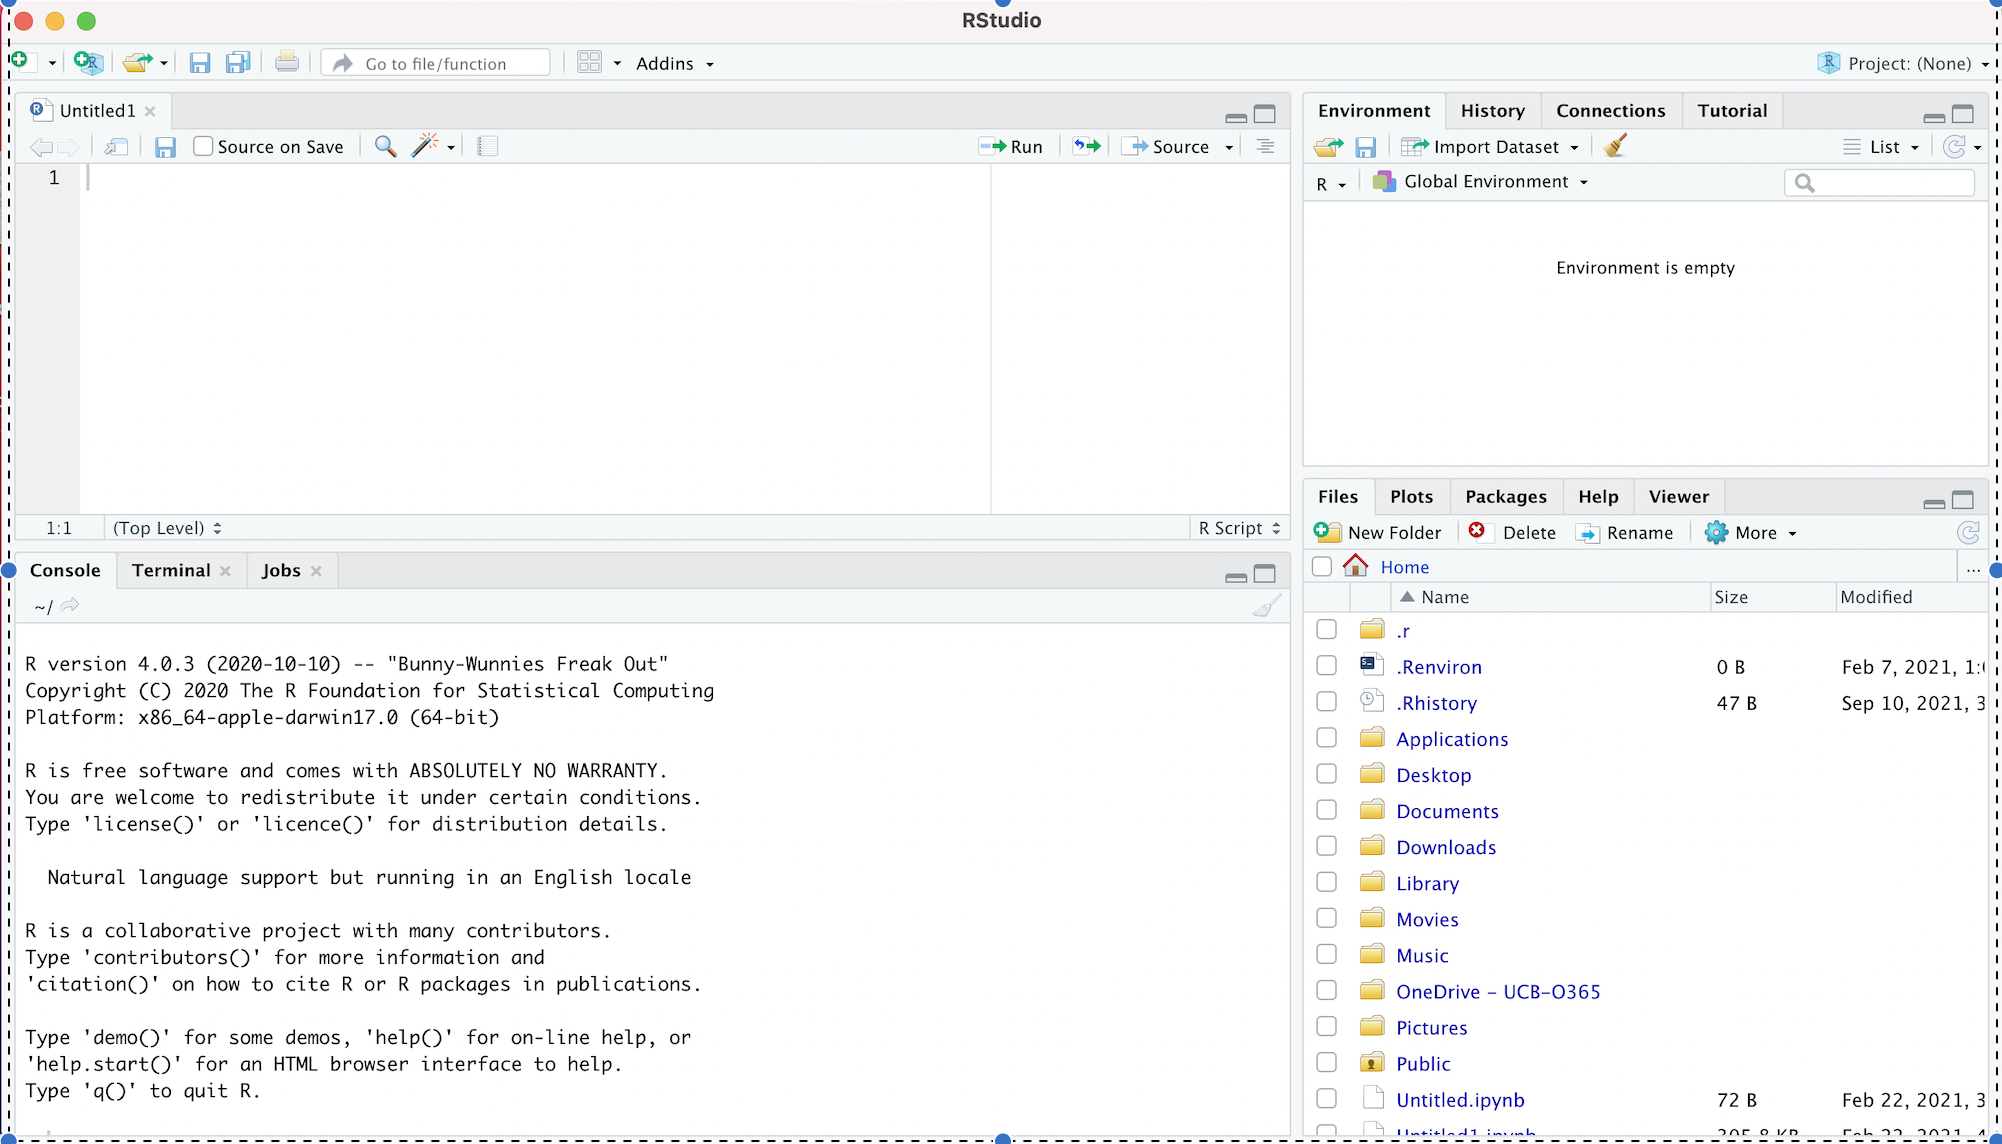 RStudio
Go to file/function
Addins
Project: (None)
Untitled1
Source on Save
Run
Source
1
1:1
(Top Level)
R Script
Console
Terminal
Jobs
~/
R version 4.0.3 (2020-10-10) -- "Bunny-Wunnies Freak Out"
Copyright (C) 2020 The R Foundation for Statistical Computing
Platform: x86_64-apple-darwin17.0 (64-bit)
R is free software and comes with ABSOLUTELY NO WARRANTY.
You are welcome to redistribute it under certain conditions.
Type 'license()' or 'licence()' for distribution details.
Natural language support but running in an English locale
R is a collaborative project with many contributors.
Type 'contributors()' for more information and
'citation()' on how to cite R or R packages in publications.
Type 'demo()' for some demos, 'help()' for on-line help, or
'help.start()' for an HTML browser interface to help.
Type 'q()' to quit R.
Environment
History
Connections
Tutorial
Import Dataset
List
R
Global Environment
Environment is empty
Files
Plots
Packages
Help
Viewer
New Folder
Delete
Rename
More
Home
...
Name Size Modified
.r
.Renviron 0 B Feb 7, 2021,
.Rhistory 47 B Sep 10, 2021, 3
Applications
Desktop
Documents
Downloads
Library
Movies
Music
OneDrive - UCB-O365
Pictures
Public
Untitled.ipynb 72 B Feb 22, 2021, 3